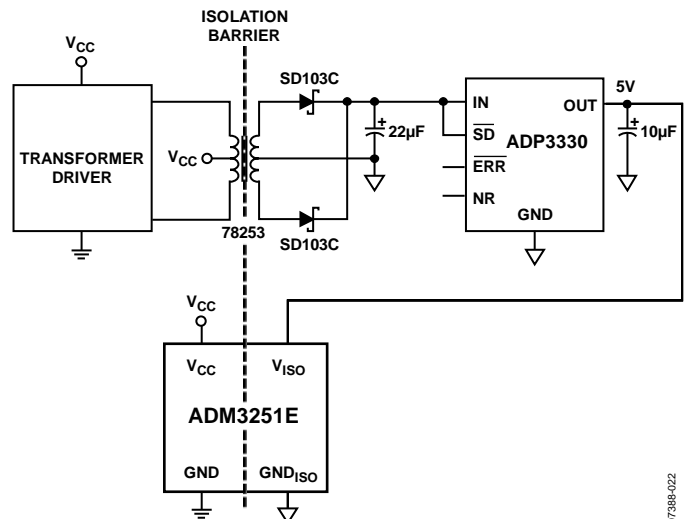 ISOLATION
BARRIER
VCC
SD103C
IN
OUT
5V
TRANSFORMER
DRIVER
VCC
+
22µF
SD
ADP3330
+
10µF
ERR
NR
GND
78253
SD103C
VCC
VCC
VISO
ADM3251E
GND
GNDISO
07388-022